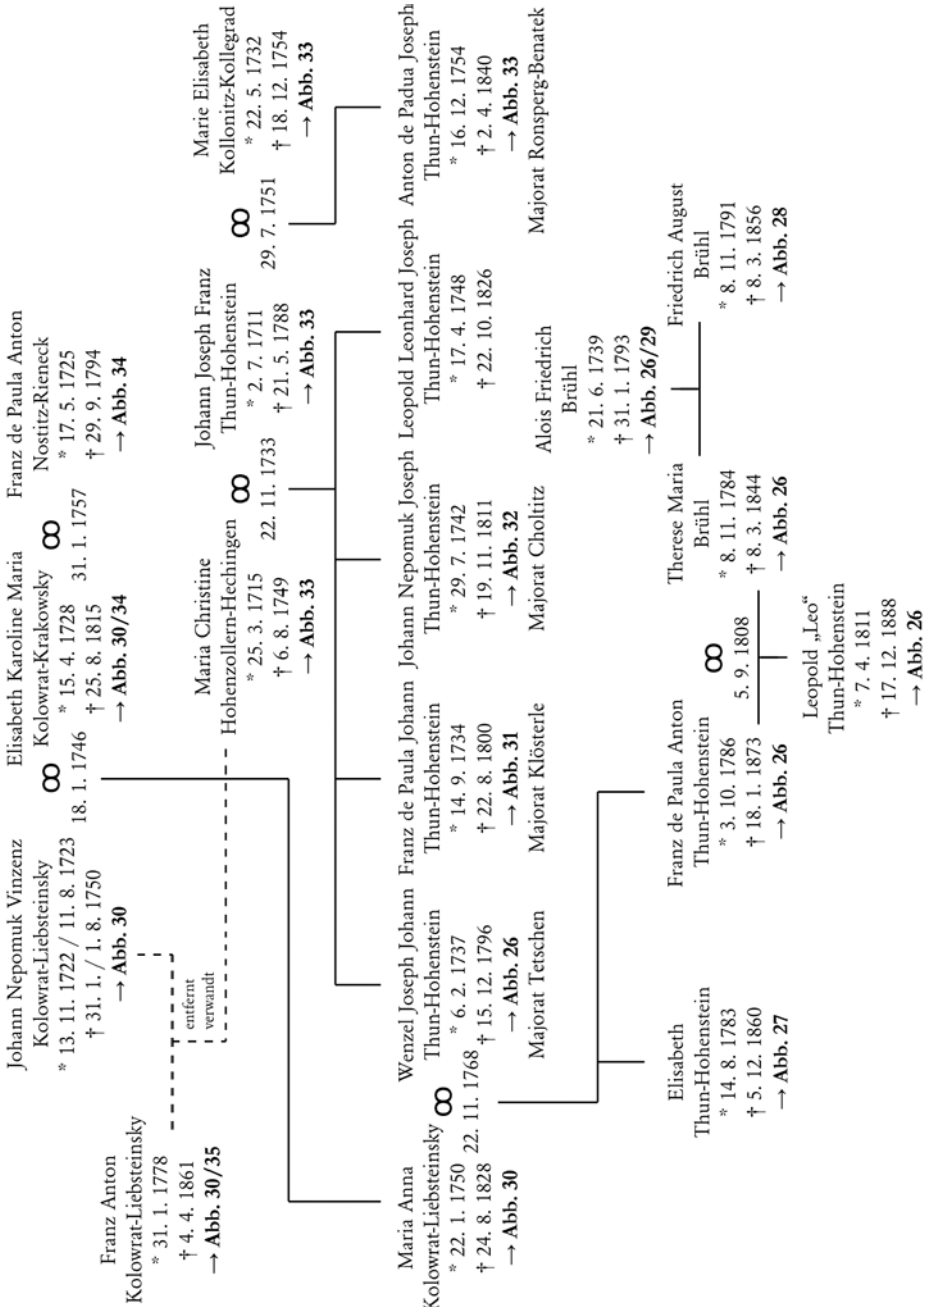 Johann Nepomuk Vinzenz
Kolowrat-Liebsteinsky
* 13. 11. 1722 / 11. 8. 1723
† 31. 1. / 1. 8. 1750
→ Abb. 30
∞
18. 1. 1746
Elisabeth Karoline Maria
Kolowrat-Krakowsky
* 15. 4. 1728
† 25. 8. 1815
→ Abb. 30/34
∞
31. 1. 1757
Franz de Paula Anton
Nostitz-Rieneck
* 17. 5. 1725
† 29. 9. 1794
→ Abb. 34
Franz Anton
Kolowrat-Liebsteinsky
* 31. 1. 1778
† 4. 4. 1861
→ Abb. 30/35
entfernt
verwandt
Maria Christine
Hohenzollern-Hechingen
* 25. 3. 1715
† 6. 8. 1749
→ Abb. 33
∞
22. 11. 1733
Johann Joseph Franz
Thun-Hohenstein
* 2. 7. 1711
† 21. 5. 1788
→ Abb. 33
∞
29. 7. 1751
Marie Elisabeth
Kollonitz-Kollegrad
* 22. 5. 1732
† 18. 12. 1754
→ Abb. 33
Maria Anna
Kolowrat-Liebsteinsky
* 22. 1. 1750
† 24. 8. 1828
→ Abb. 30
∞
22. 11. 1768
Wenzel Joseph Johann
Thun-Hohenstein
* 6. 2. 1737
† 15. 12. 1796
→ Abb. 26
Majorat Tetschen
Franz de Paula Johann
Thun-Hohenstein
* 14. 9. 1734
† 22. 8. 1800
→ Abb. 31
Majorat Klösterle
Johann Nepomuk Joseph
Thun-Hohenstein
* 29. 7. 1742
† 19. 11. 1811
→ Abb. 32
Majorat Choltitz
Leopold Leonhard Joseph
Thun-Hohenstein
* 17. 4. 1748
† 22. 10. 1826
Anton de Padua Joseph
Thun-Hohenstein
* 16. 12. 1754
† 2. 4. 1840
→ Abb. 33
Majorat Ronsperg-Benatek
Alois Friedrich
Brühl
* 21. 6. 1739
† 31. 1. 1793
→ Abb. 26/29
Elisabeth
Thun-Hohenstein
* 14. 8. 1783
† 5. 12. 1860
→ Abb. 27
Franz de Paula Anton
Thun-Hohenstein
* 3. 10. 1786
† 18. 1. 1873
→ Abb. 26
∞
5. 9. 1808
Therese Maria
Brühl
* 8. 11. 1784
† 8. 3. 1844
→ Abb. 26
Friedrich August
Brühl
* 8. 11. 1791
† 8. 3. 1856
→ Abb. 28
Leopold „Leo“
Thun-Hohenstein
* 7. 4. 1811
† 17. 12. 1888
→ Abb. 26